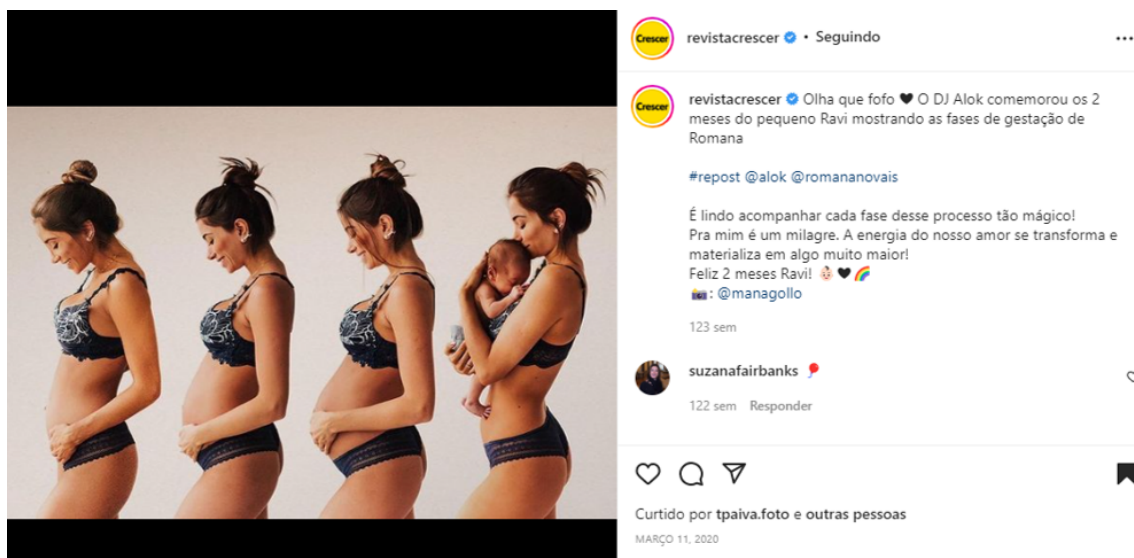 Crescer
revistacrescer • Seguindo
Crescer
revistacrescer Olha que fofo 🖤 O DJ Alok comemorou os 2
meses do pequeno Ravi mostrando as fases de gestação de
Romana
#repost @alok @romananovais
É lindo acompanhar cada fase desse processo tão mágico!
Pra mim é um milagre. A energia do nosso amor se transforma e
materializa em algo muito maior!
Feliz 2 meses Ravi! 👶🏻🖤🌈
📸: @managollo
123 sem
suzanafairbanks 🎈
122 sem Responder
Curtido por tpaiva.foto e outras pessoas
MARÇO 11, 2020